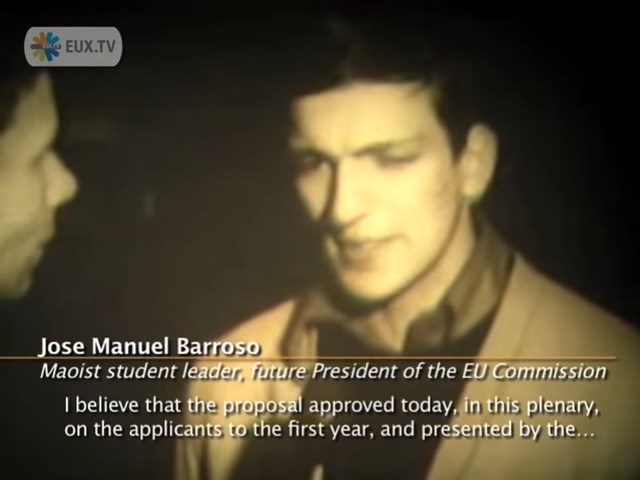 EUX.TV
Jose Manuel Barroso
Maoist student leader, future President of the EU Commission
I believe that the proposal approved today, in this plenary,
on the applicants to the first year, and presented by the...